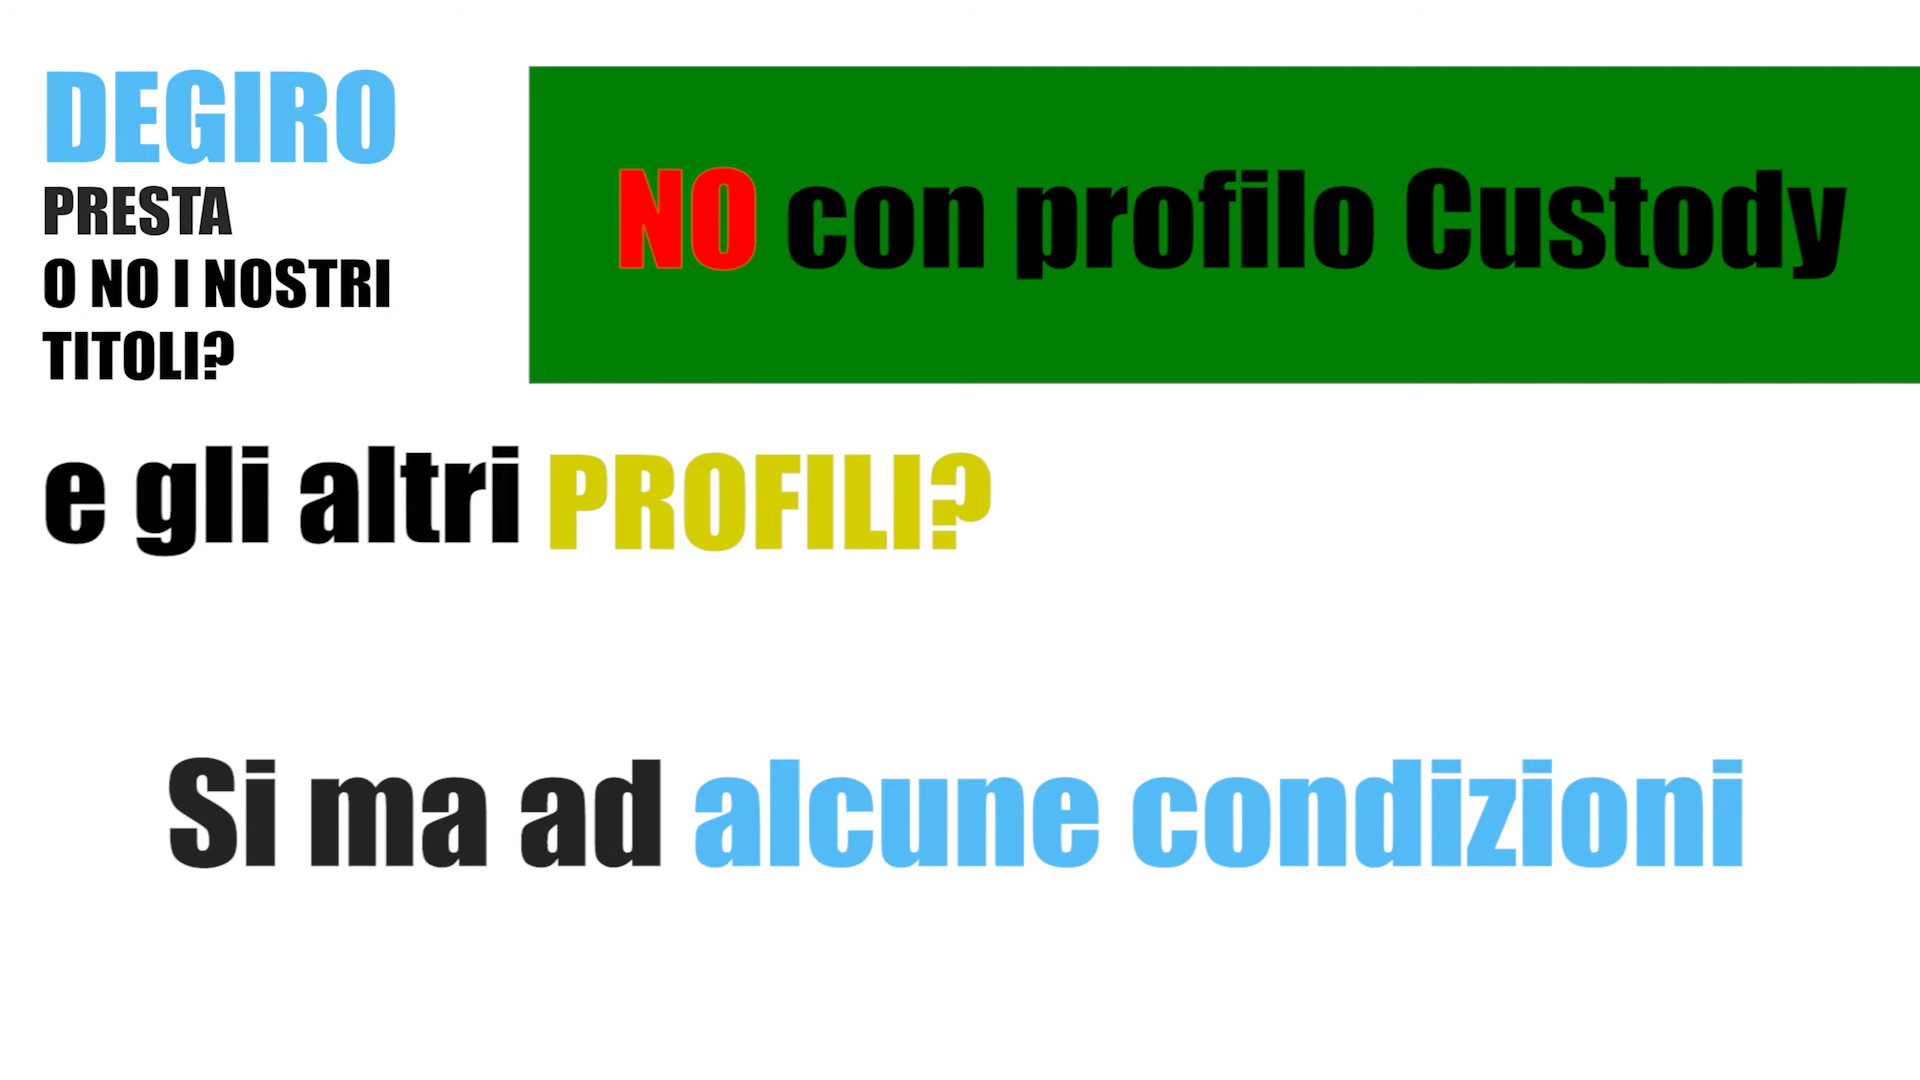 DEGIRO
PRESTA
O NO I NOSTRI
TITOLI?
NO con profilo Custody
e gli altri PROFILI?
Si ma ad alcune condizioni